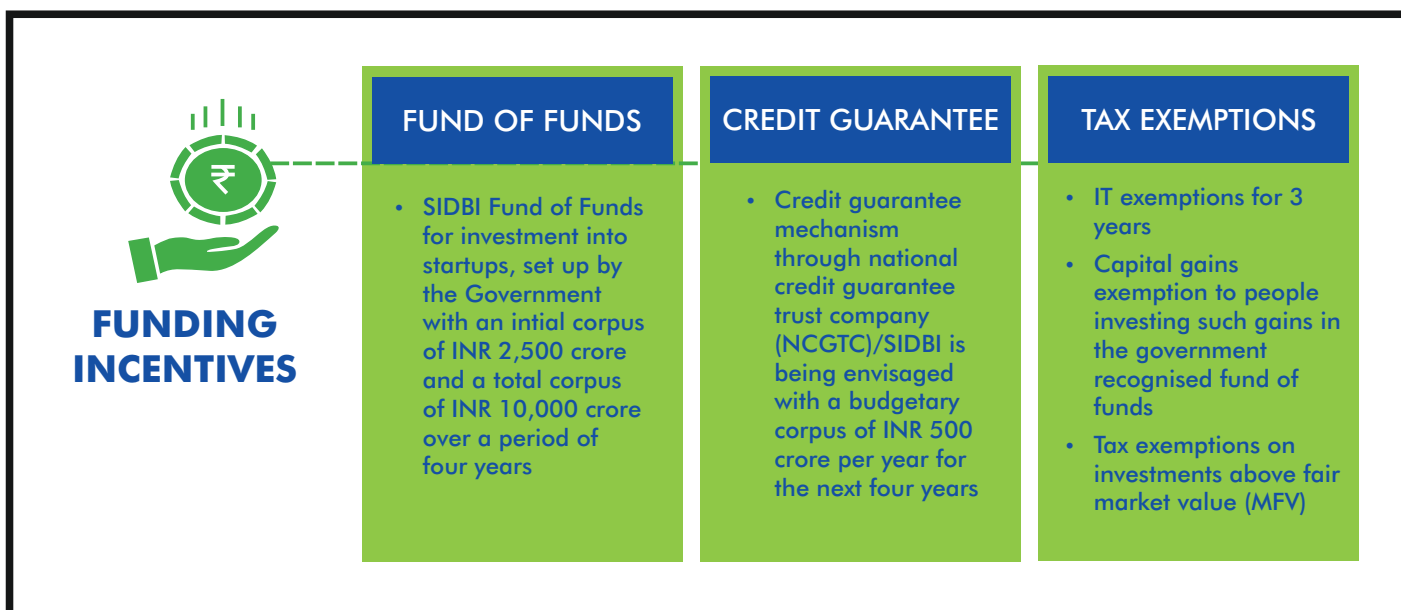 ₹
FUNDING
INCENTIVES
FUND OF FUNDS
• SIDBI Fund of Funds
for investment into
startups, set up by
the Government
with an intial corpus
of INR 2,500 crore
and a total corpus
of INR 10,000 crore
over a period of
four years
CREDIT GUARANTEE
• Credit guarantee
mechanism
through national
credit guarantee
trust company
(NCGTC)/SIDBI is
being envisaged
with a budgetary
corpus of INR 500
crore per year for
the next four years
TAX EXEMPTIONS
• IT exemptions for 3
years
• Capital gains
exemption to people
investing such gains in
the government
recognised fund of
funds
• Tax exemptions on
investments above fair
market value (MFV)